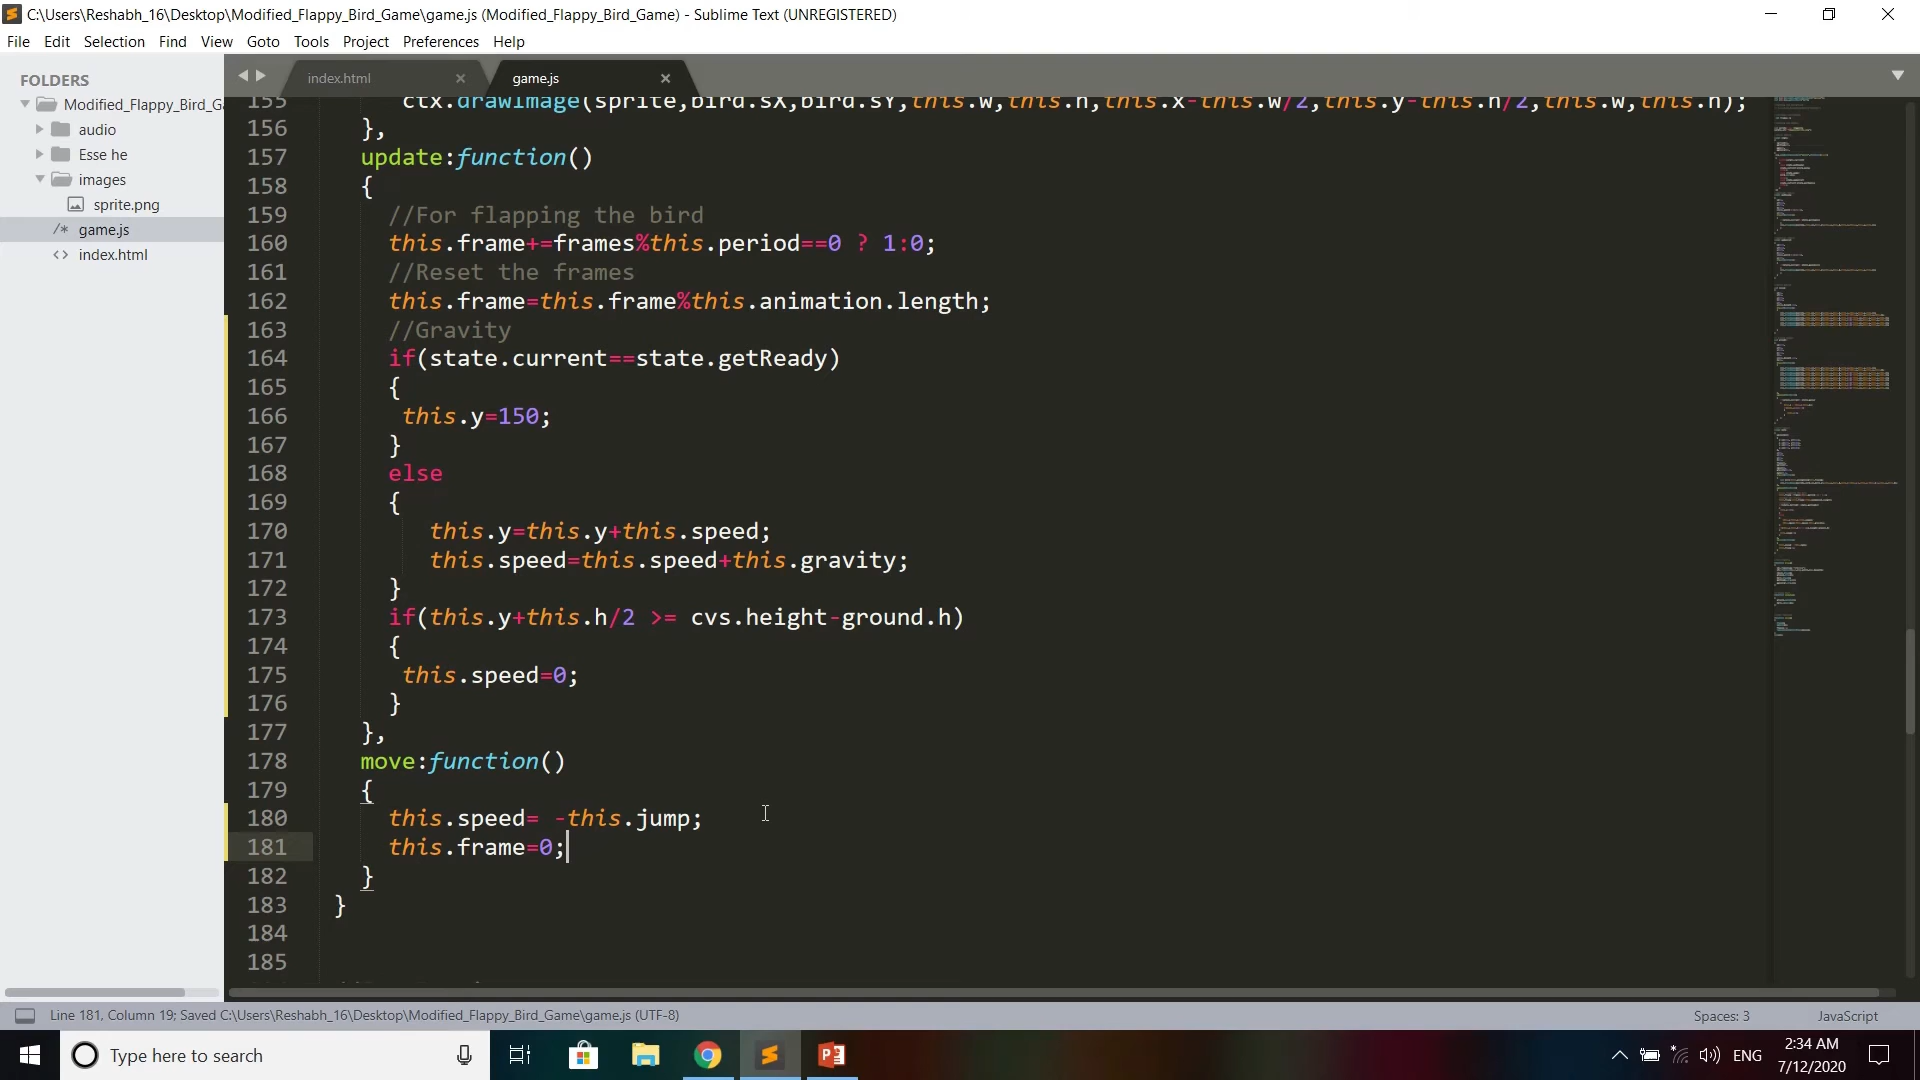 C:\Users\Reshabh_16\Desktop\Modified_Flappy_Bird_Game\game.js (Modified_Flappy_Bird_Game) - Sublime Text (UNREGISTERED)
File Edit Selection Find View Goto Tools Project Preferences Help
FOLDERS
Modified_Flappy_Bird_Ga
audio
Esse he
images
sprite.png
game.js
index.html
index.html
game.js
155 ctx.drawImage(sprite,bird.sX,bird.sY,this.w,this.h,this.x-this.w/2,this.y-this.h/2,this.w,this.h);
156 },
157 update:function()
158 {
159 //For flapping the bird
160 this.frame+=frames%this.period==0 ? 1:0;
161 //Reset the frames
162 this.frame=this.frame%this.animation.length;
163 //Gravity
164 if(state.current==state.getReady)
165 {
166 this.y=150;
167 }
168 else
169 {
170 this.y=this.y+this.speed;
171 this.speed=this.speed+this.gravity;
172 }
173 if(this.y+this.h/2 >= cvs.height-ground.h)
174 {
175 this.speed=0;
176 }
177 },
178 move:function()
179 {
180 this.speed= -this.jump;
181 this.frame=0;
182 }
183 }
184
185
Line 181, Column 19; Saved C:\Users\Reshabh_16\Desktop\Modified_Flappy_Bird_Game\game.js (UTF-8)
Spaces: 3
JavaScript
Type here to search
ENG
2:34 AM
7/12/2020